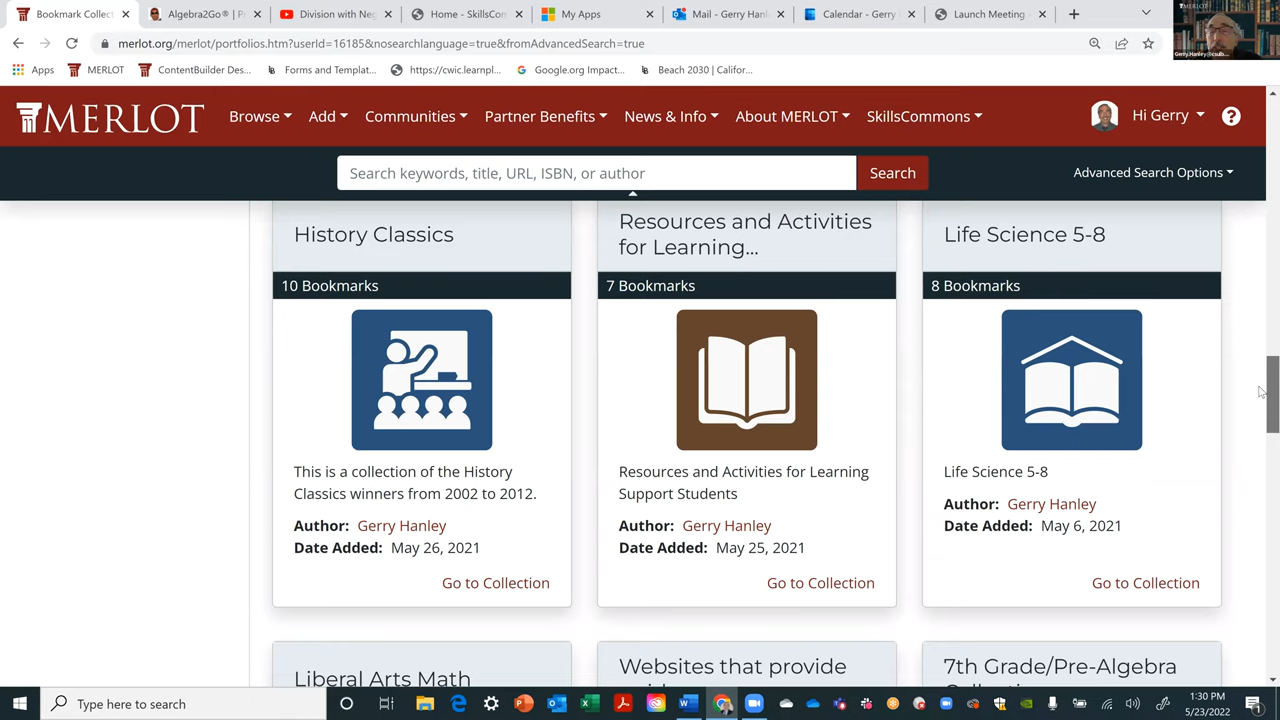 Bookmark Collec
Algebra2Go® | P
Division with Neg
Home - SkillsCom
My Apps
Mail - Gerry Hanl
Calendar - Gerry
Launch Meeting -
merlot.org/merlot/portfolios.htm?userId=16185&nosearchlanguage=true&fromAdvancedSearch=true
MERLOT
Gerry.Hanley@csulb....
Apps
MERLOT
ContentBuilder Des...
Forms and Templat...
https://cwic.learnpl...
Google.org Impact...
Beach 2030 | Califor...
MERLOT
Browse
Add
Communities
Partner Benefits
News & Info
About MERLOT
SkillsCommons
Hi Gerry
?
Search keywords, title, URL, ISBN, or author
Search
Advanced Search Options
History Classics
10 Bookmarks
This is a collection of the History
Classics winners from 2002 to 2012.
Author: Gerry Hanley
Date Added: May 26, 2021
Go to Collection
Resources and Activities
for Learning...
7 Bookmarks
Resources and Activities for Learning
Support Students
Author: Gerry Hanley
Date Added: May 25, 2021
Go to Collection
Life Science 5-8
8 Bookmarks
Life Science 5-8
Author: Gerry Hanley
Date Added: May 6, 2021
Go to Collection
Liberal Arts Math
Websites that provide
7th Grade/Pre-Algebra
Type here to search
1:30 PM
5/23/2022
1